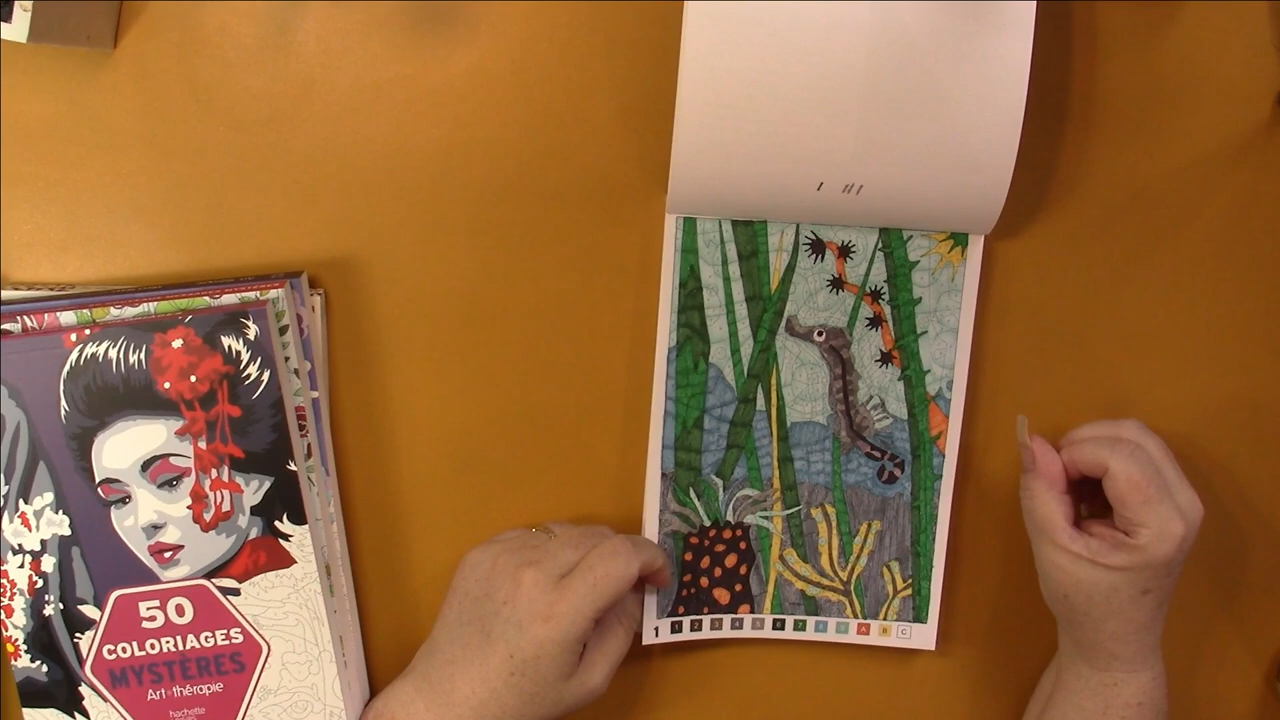 50
COLORIAGES
MYSTÈRES
Art-thérapie
hachette
1 1 2 3 4 5 6 7 8 9 A B C